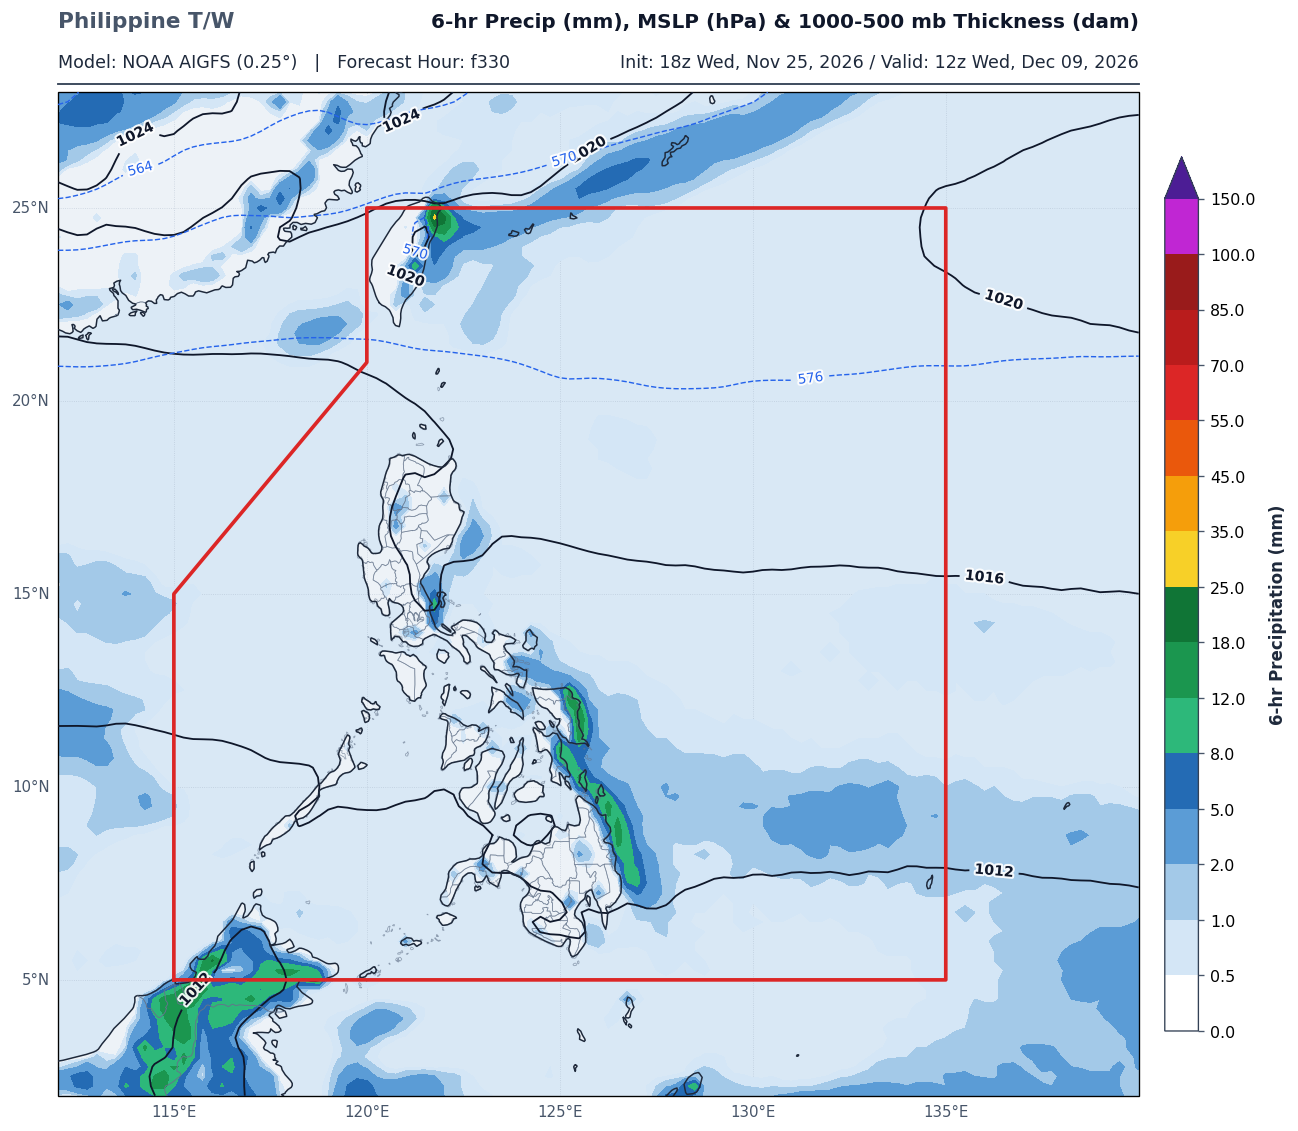 Philippine T/W
6-hr Precip (mm), MSLP (hPa) & 1000-500 mb Thickness (dam)
Model: NOAA AIGFS (0.25°)   |   Forecast Hour: f330
Init: 18z Wed, Nov 25, 2026 / Valid: 12z Wed, Dec 09, 2026
1024
1024
564
570
020
25°N
570
1020
1020
576
20°N
1016
15°N
10°N
1012
1012
5°N
115°E
120°E
125°E
130°E
135°E
150.0
100.0
85.0
70.0
55.0
45.0
35.0
25.0
18.0
12.0
8.0
5.0
2.0
1.0
0.5
0.0
6-hr Precipitation (mm)